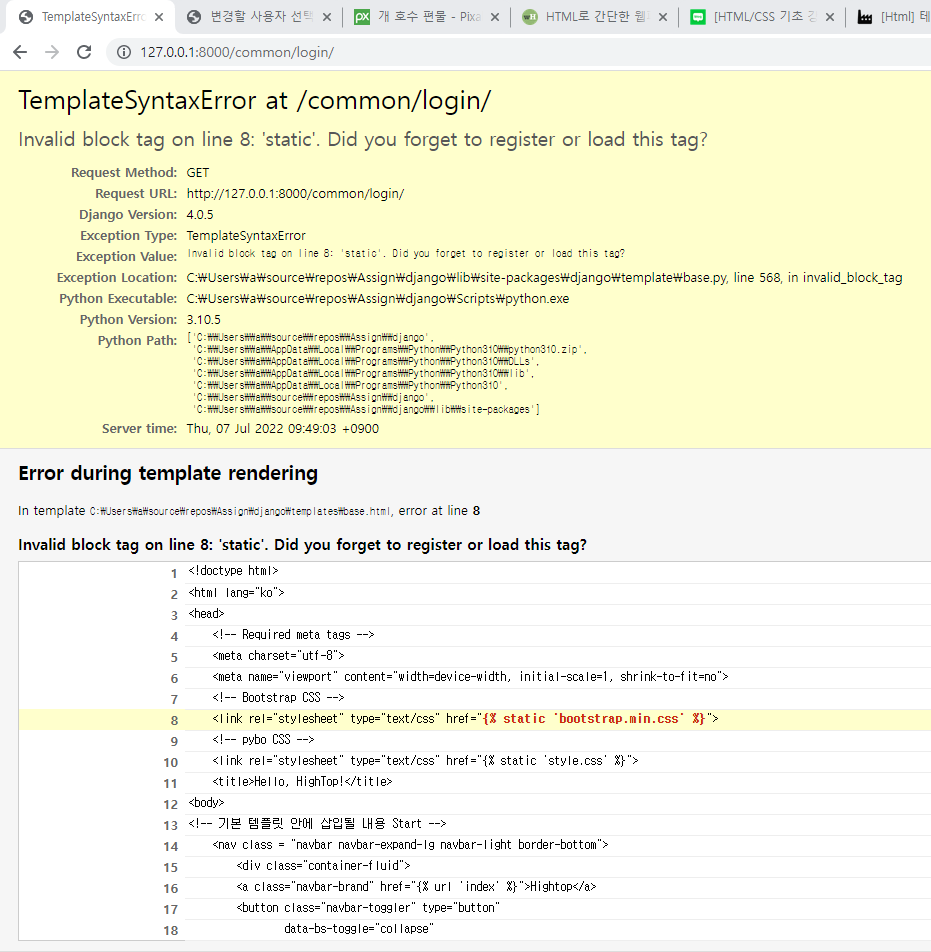 TemplateSyntaxErr
변경할 사용자 선택
개 호수 편물 - Pixa
HTML로 간단한 웹
[HTML/CSS 기초 강
[Html] 테
127.0.0.1:8000/common/login/
TemplateSyntaxError at /common/login/
Invalid block tag on line 8: 'static'. Did you forget to register or load this tag?
Request Method: GET
Request URL: http://127.0.0.1:8000/common/login/
Django Version: 4.0.5
Exception Type: TemplateSyntaxError
Exception Value: Invalid block tag on line 8: 'static'. Did you forget to register or load this tag?
Exception Location: C:₩Users₩a₩source₩repos₩Assign₩django₩lib₩site-packages₩django₩template₩base.py, line 568, in invalid_block_tag
Python Executable: C:₩Users₩a₩source₩repos₩Assign₩django₩Scripts₩python.exe
Python Version: 3.10.5
Python Path: ['C:₩₩Users₩₩a₩₩source₩₩repos₩₩Assign₩₩django',
'C:₩₩Users₩₩a₩₩AppData₩₩Local₩₩Programs₩₩Python₩₩Python310₩₩python310.zip',
'C:₩₩Users₩₩a₩₩AppData₩₩Local₩₩Programs₩₩Python₩₩Python310₩₩DLLs',
'C:₩₩Users₩₩a₩₩AppData₩₩Local₩₩Programs₩₩Python₩₩Python310₩₩lib',
'C:₩₩Users₩₩a₩₩AppData₩₩Local₩₩Programs₩₩Python₩₩Python310',
'C:₩₩Users₩₩a₩₩source₩₩repos₩₩Assign₩₩django',
'C:₩₩Users₩₩a₩₩source₩₩repos₩₩Assign₩₩django₩₩lib₩₩site-packages']
Server time: Thu, 07 Jul 2022 09:49:03 +0900
Error during template rendering
In template C:₩Users₩a₩source₩repos₩Assign₩django₩templates₩base.html, error at line 8
Invalid block tag on line 8: 'static'. Did you forget to register or load this tag?
1 <!doctype html>
2 <html lang="ko">
3 <head>
4 <!-- Required meta tags -->
5 <meta charset="utf-8">
6 <meta name="viewport" content="width=device-width, initial-scale=1, shrink-to-fit=no">
7 <!-- Bootstrap CSS -->
8 <link rel="stylesheet" type="text/css" href="{% static 'bootstrap.min.css' %}">
9 <!-- pybo CSS -->
10 <link rel="stylesheet" type="text/css" href="{% static 'style.css' %}">
11 <title>Hello, HighTop!</title>
12 <body>
13 <!-- 기본 템플릿 안에 삽입될 내용 Start -->
14 <nav class = "navbar navbar-expand-lg navbar-light border-bottom">
15 <div class="container-fluid">
16 <a class="navbar-brand" href="{% url 'index' %}">Hightop</a>
17 <button class="navbar-toggler" type="button"
18 data-bs-toggle="collapse"